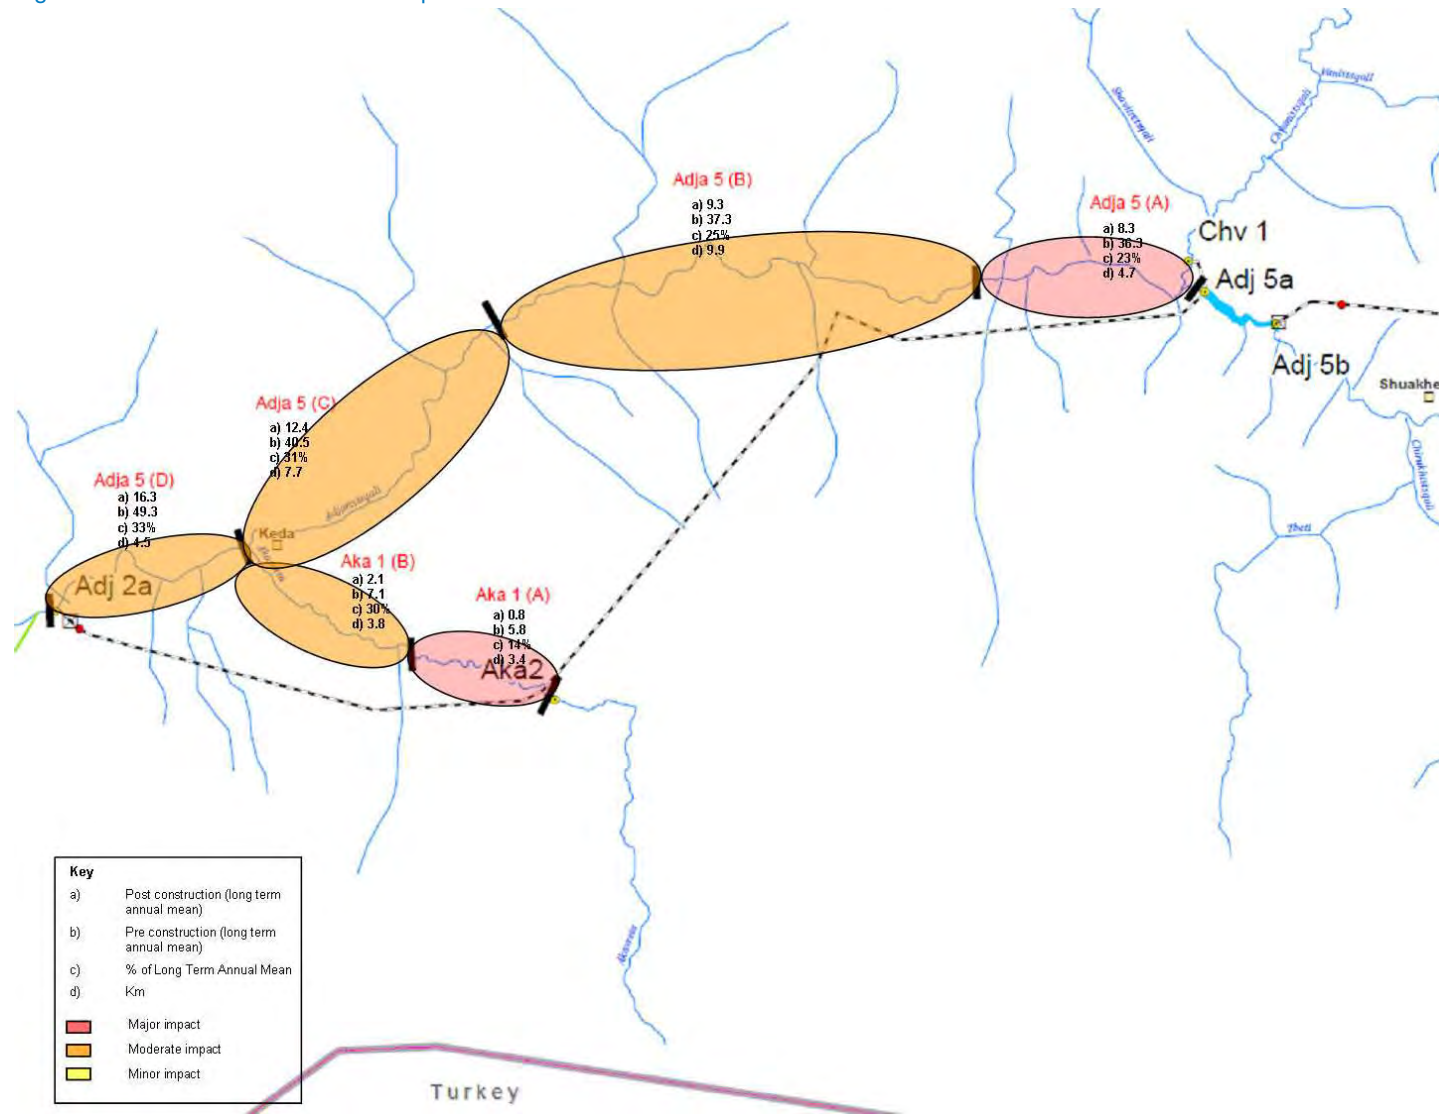 Shavitsqali
Adja 5 (B)
a) 9.3
b) 37.3
c) 25%
d) 9.9
Adja 5 (A)
a) 8.3
b) 36.3
c) 23%
d) 4.7
Chv 1
Adj 5a
Adj 5b
Shuakhe
Adja 5 (C)
a) 12.4
b) 40.5
c) 31%
d) 7.7
Adja 5 (D)
a) 16.3
b) 49.3
c) 33%
d) 4.5
Keda
Adj 2a
Aka 1 (B)
a) 2.1
b) 7.1
c) 30%
d) 3.8
Aka 1 (A)
a) 0.8
b) 5.8
c) 14%
d) 3.4
Aka2
Key
a) Post construction (long term
annual mean)
b) Pre construction (long term
annual mean)
c) % of Long Term Annual Mean
d) Km
Major impact
Moderate impact
Minor impact
Turkey